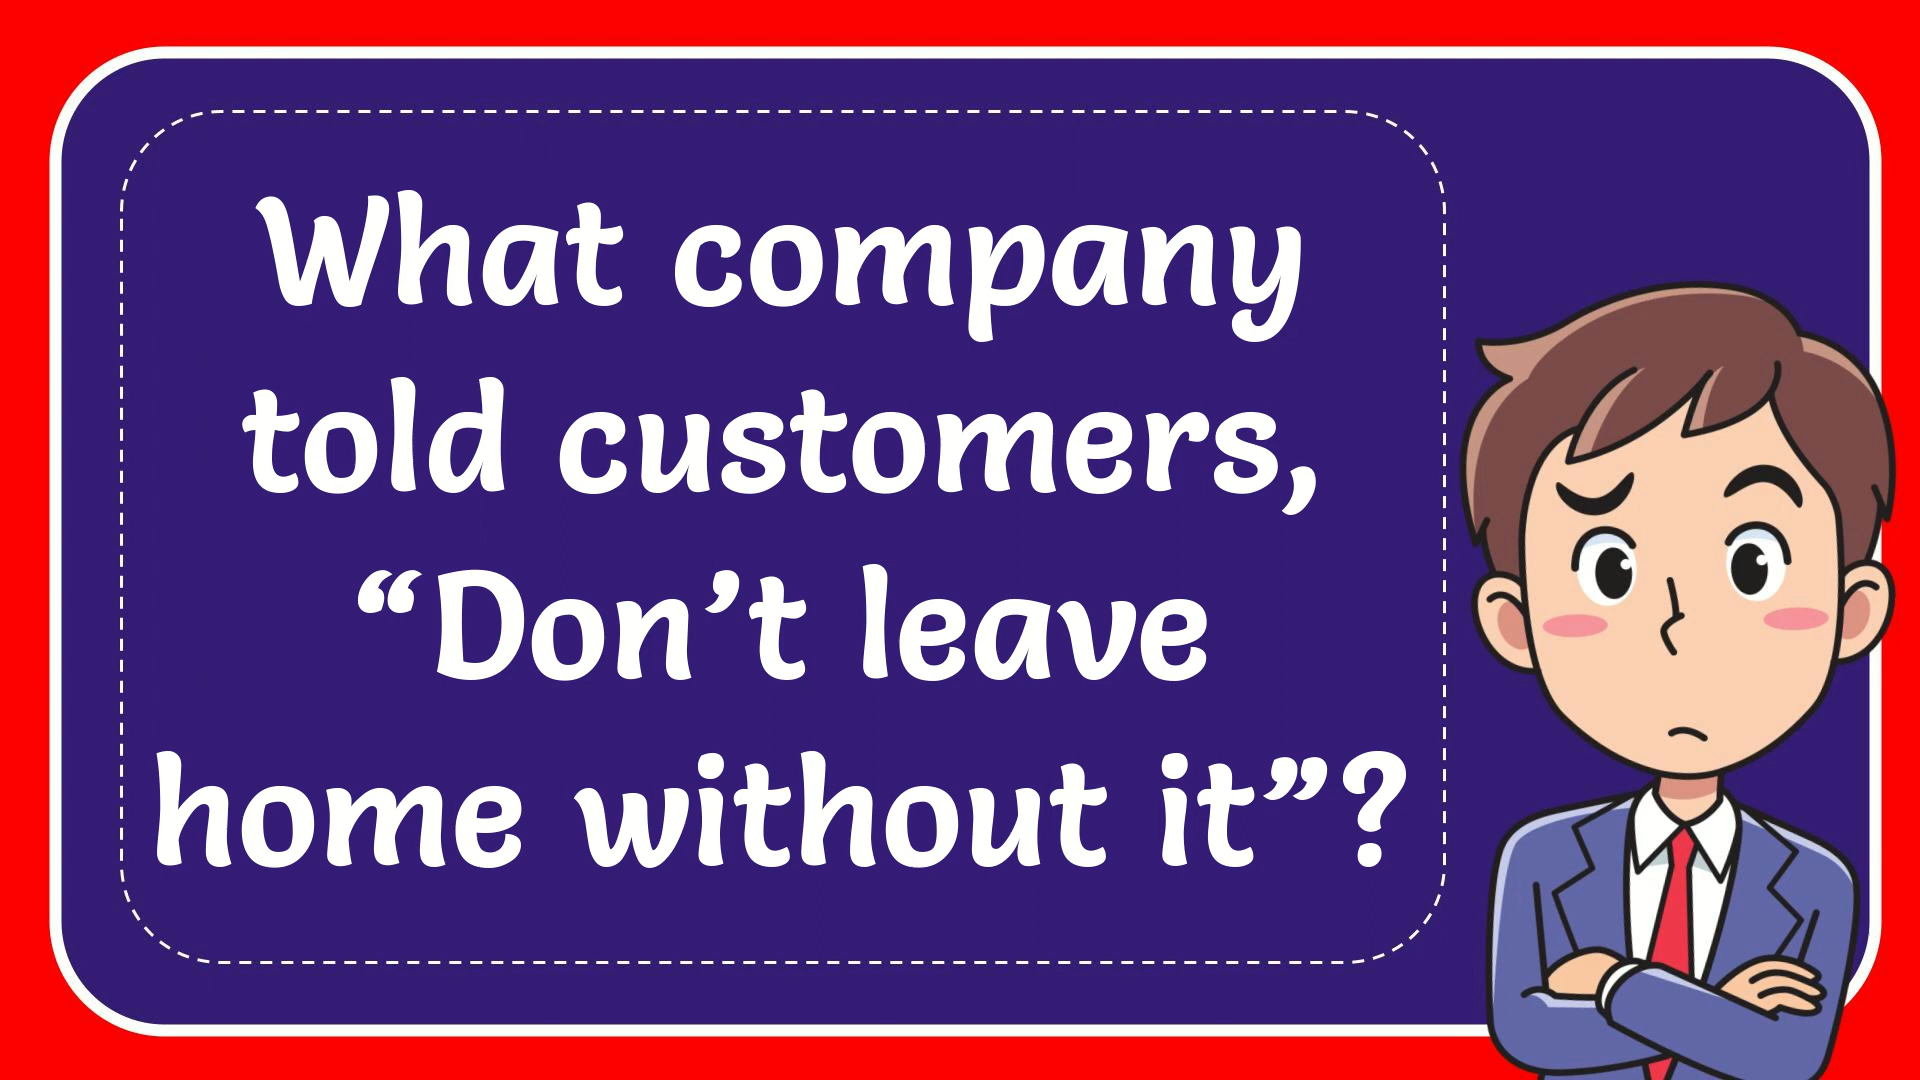 What company
told customers,
“Don’t leave
home without it”?